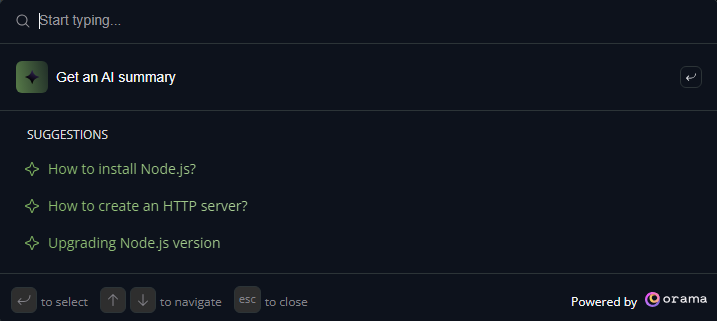 Start typing...
Get an AI summary
SUGGESTIONS
How to install Node.js?
How to create an HTTP server?
Upgrading Node.js version
to select to navigate esc to close Powered by orama